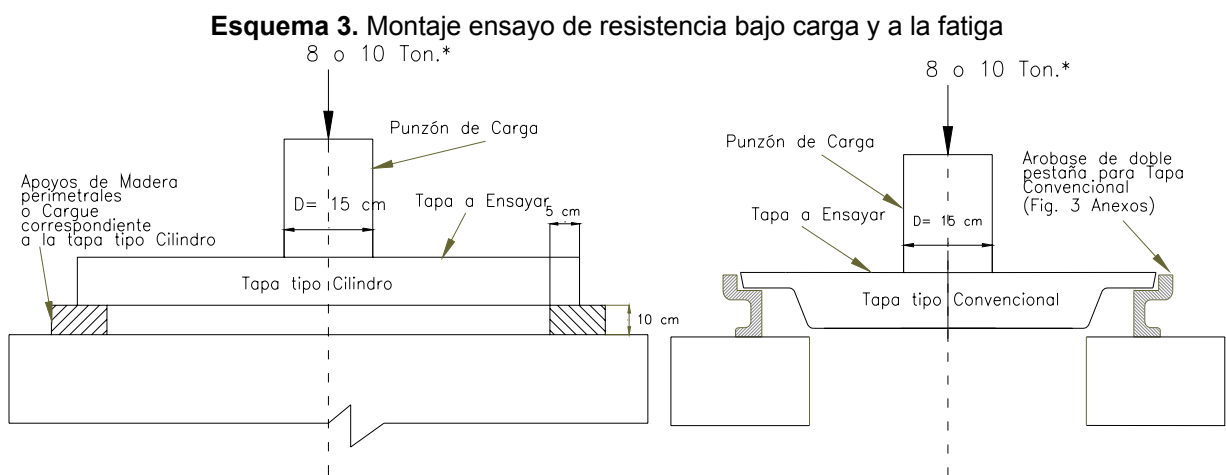 Esquema 3. Montaje ensayo de resistencia bajo carga y a la fatiga
8 o 10 Ton.*
Punzón de Carga
Apoyos de Madera
perimetrales
o Cargue
correspondiente
a la tapa tipo Cilindro
D= 15 cm
Tapa a Ensayar
5 cm
Tapa tipo Cilindro
10 cm
8 o 10 Ton.*
Punzón de Carga
Arobase de doble
pestaña para Tapa
Convencional
(Fig. 3 Anexos)
Tapa a Ensayar
D= 15 cm
Tapa tipo Convencional